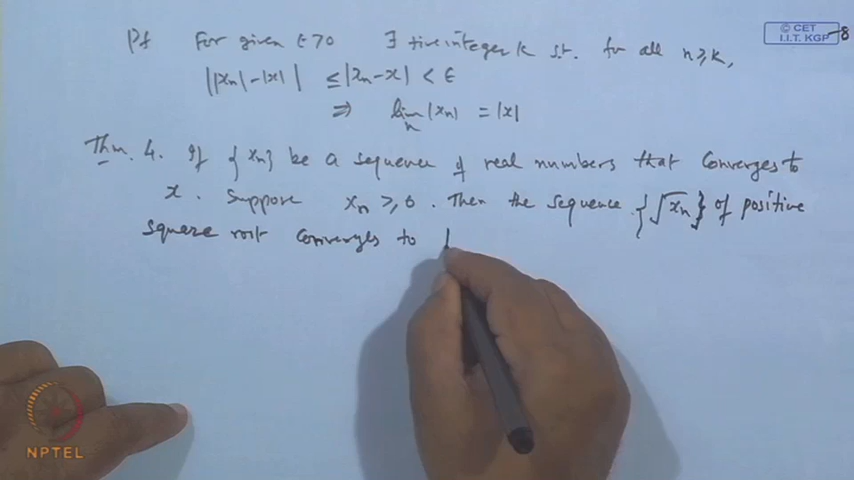 © CET
I.I.T. KGP
-8
Pf For given ε>0 ∃ +ive integer K s.t. for all n≥K,
||xn|-|x|| ≤|xn-x| < ε
⇒ lim n |xn| = |x|
Thm. 4. If {xn} be a sequence of real numbers that converges to
x. Suppose xn ≥ 0. Then the sequence {√xn} of positive
square root converges to
NPTEL